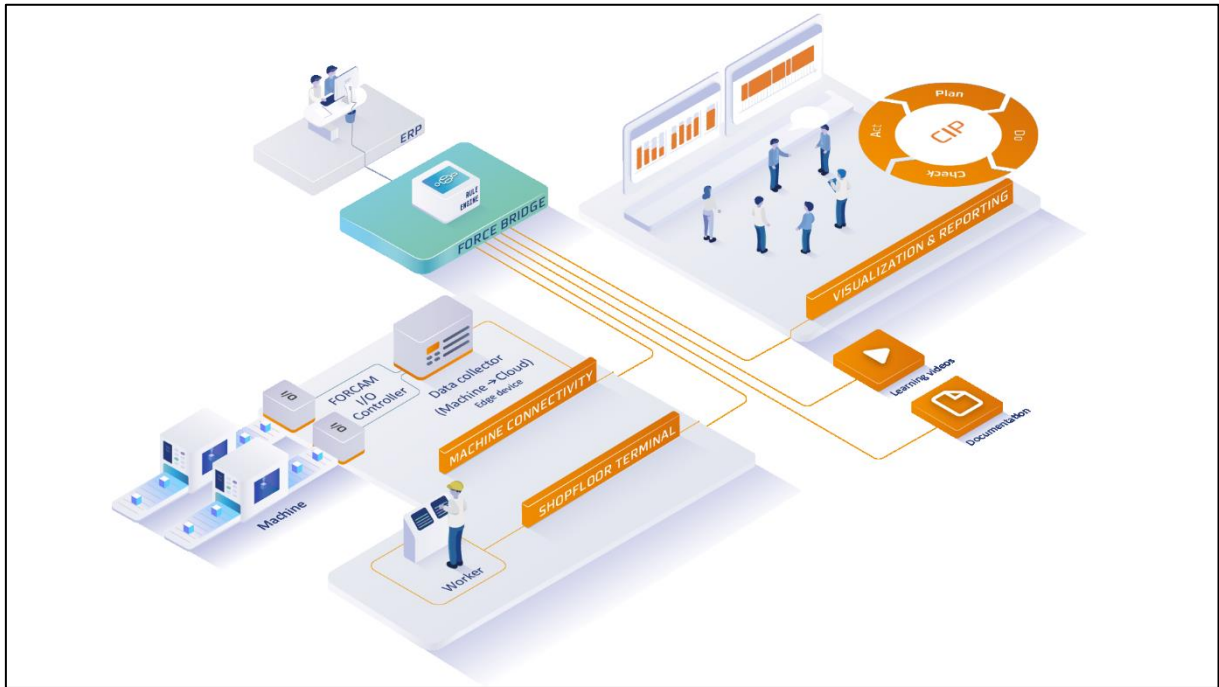 ERP
RULE
ENGINE
FORCE BRIDGE
Plan
Do
Check
Act
CIP
VISUALIZATION & REPORTING
Learning videos
Documentation
I/O
I/O
FORCAM
I/O
Controller
Data collector
(Machine → Cloud)
Edge device
MACHINE CONNECTIVITY
Machine
SHOPFLOOR TERMINAL
Worker